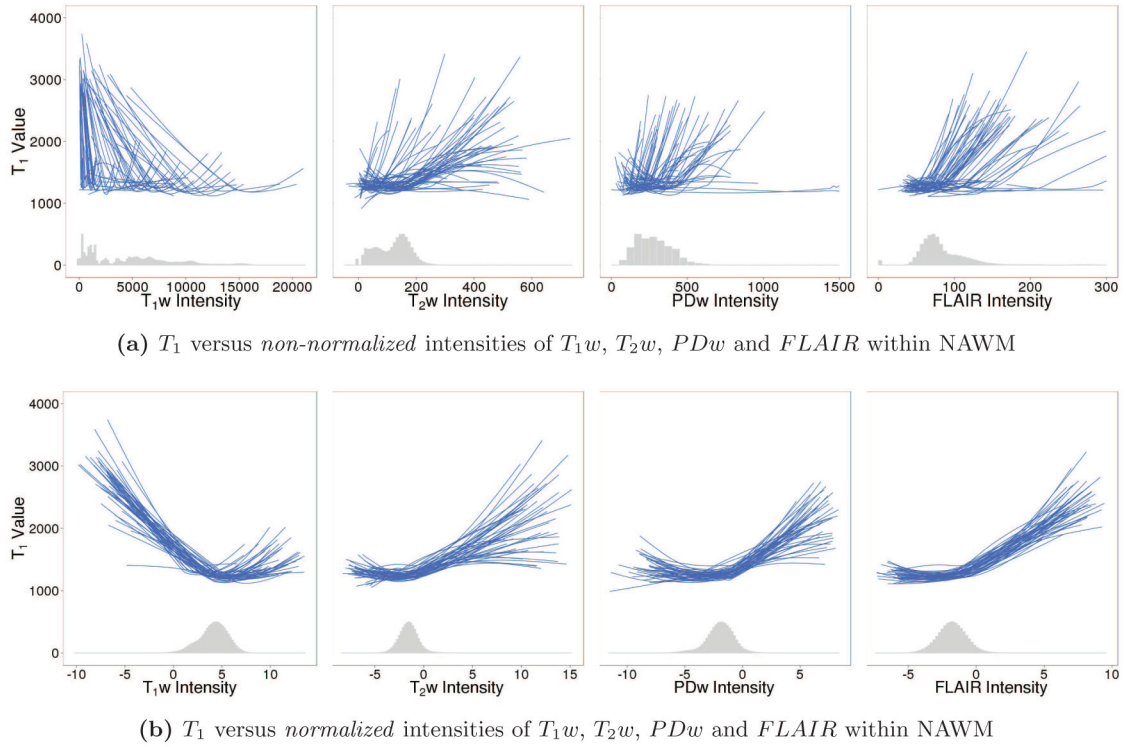 4000
3000
2000
1000
0
T₁ Value
0 5000 10000 15000 20000
0 200 400 600
0 500 1000 1500
0 100 200 300
T₁w Intensity
T₂w Intensity
PDw Intensity
FLAIR Intensity
(a) T₁ versus non-normalized intensities of T₁w, T₂w, PDw and FLAIR within NAWM
4000
3000
2000
1000
0
T₁ Value
-10 -5 0 5 10
-5 0 5 10 15
-10 -5 0 5
-5 0 5 10
T₁w Intensity
T₂w Intensity
PDw Intensity
FLAIR Intensity
(b) T₁ versus normalized intensities of T₁w, T₂w, PDw and FLAIR within NAWM